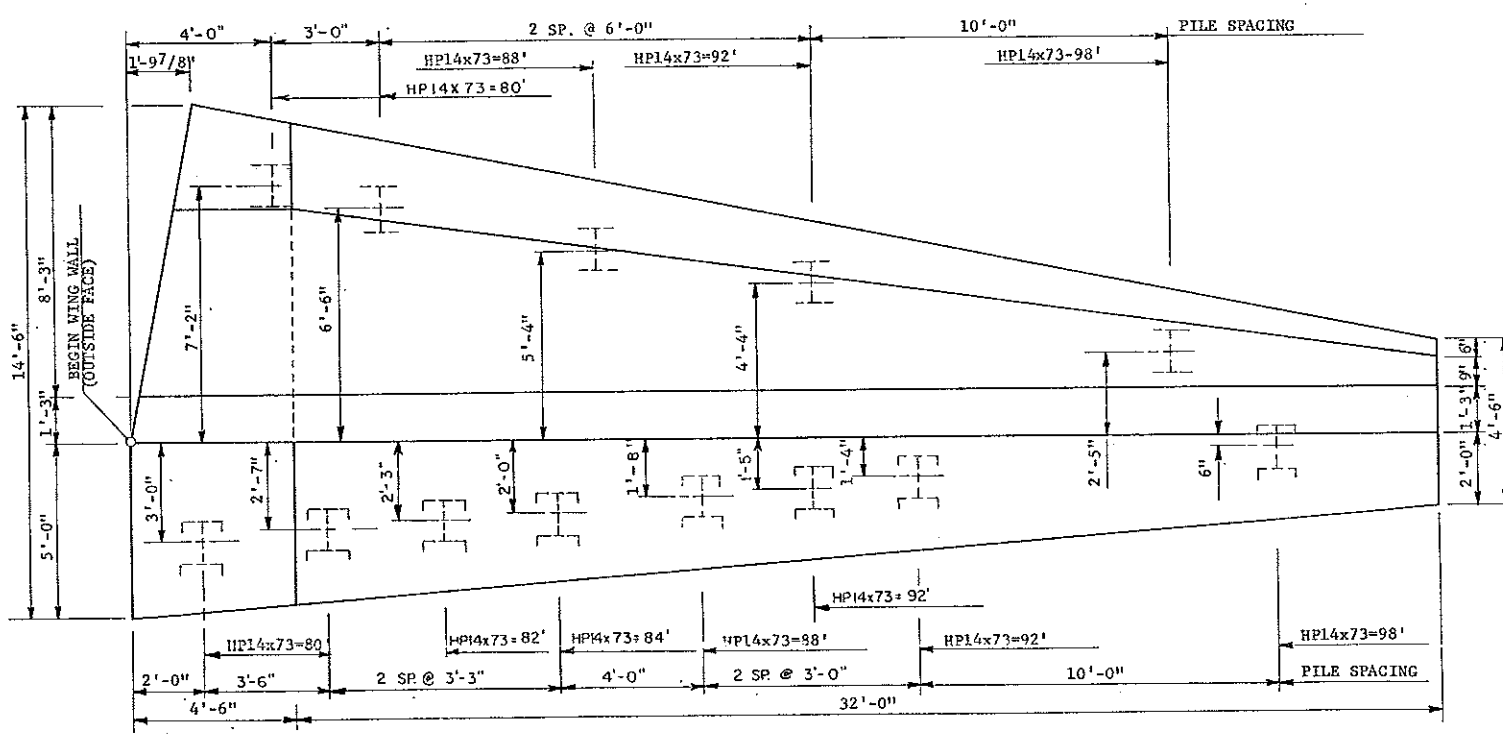 4'-0" 3'-0" 2 SP. @ 6'-0" 10'-0" PILE SPACING
1'-9 7/8" HP14x73=88' HP14x73=92' HP14x73-98'
HP14X73=80'
14'-6"
8'-3"
1'-3"
5'-0"
BEGIN WING WALL
(OUTSIDE FACE)
7'-2"
6'-6"
5'-4"
4'-4"
2'-5"
6"
9"
1'-3"
2'-0"
4'-6"
3'-0"
2'-7"
2'-3"
2'-0"
1'-8"
1'-5"
1'-4"
6"
HP14x73=92'
HP14x73=80 HP14x73=82' HP14x73=84' HP14x73=88' HP14x73=92' HP14x73=98'
2'-0" 3'-6" 2 SP. @ 3'-3" 4'-0" 2 SP. @ 3'-0" 10'-0" PILE SPACING
4'-6" 32'-0"